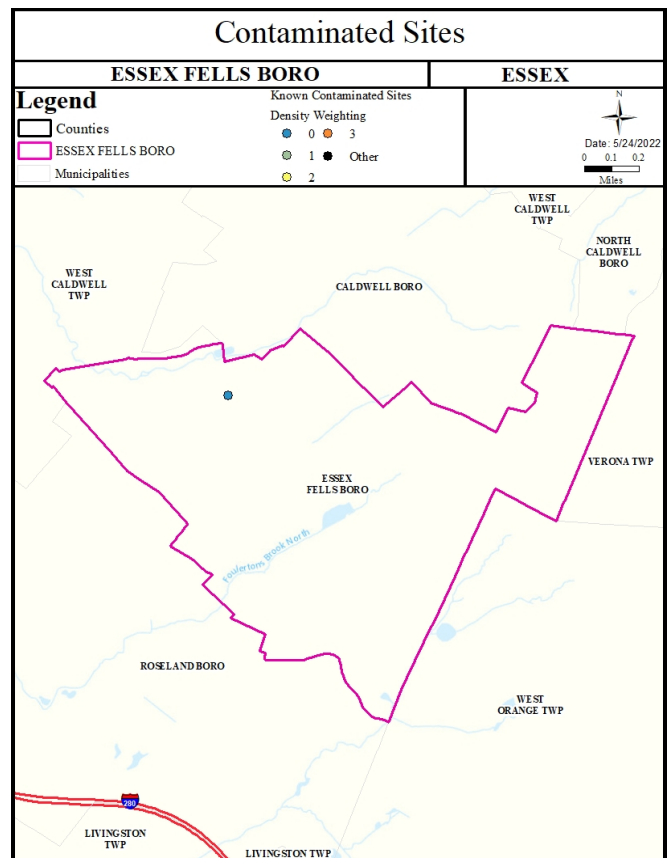 Contaminated Sites
ESSEX FELLS BORO
ESSEX
Legend
Counties
ESSEX FELLS BORO
Municipalities
Known Contaminated Sites
Density Weighting
0
3
1
Other
2
N
Date: 5/24/2022
0 0.1 0.2
Miles
WEST
CALDWELL
TWP
NORTH
CALDWELL
BORO
WEST
CALDWELL
TWP
CALDWELL BORO
VERONA TWP
ESSEX
FELLS BORO
Foulertons Brook North
ROSELAND BORO
WEST
ORANGE TWP
280
LIVINGSTON
TWP
LIVINGSTON TWP